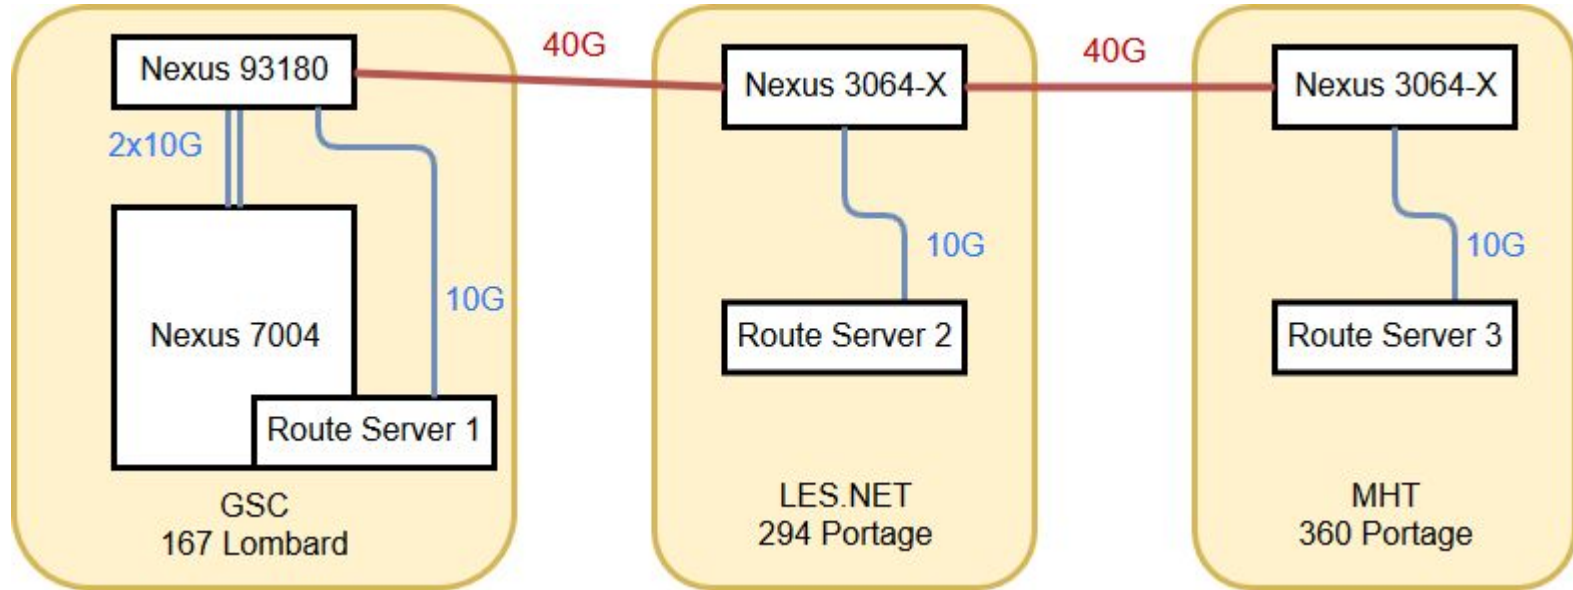 Nexus 93180
40G
Nexus 3064-X
40G
Nexus 3064-X
2x10G
10G
Nexus 7004
Route Server 1
10G
Route Server 2
10G
Route Server 3
GSC
167 Lombard
LES.NET
294 Portage
MHT
360 Portage